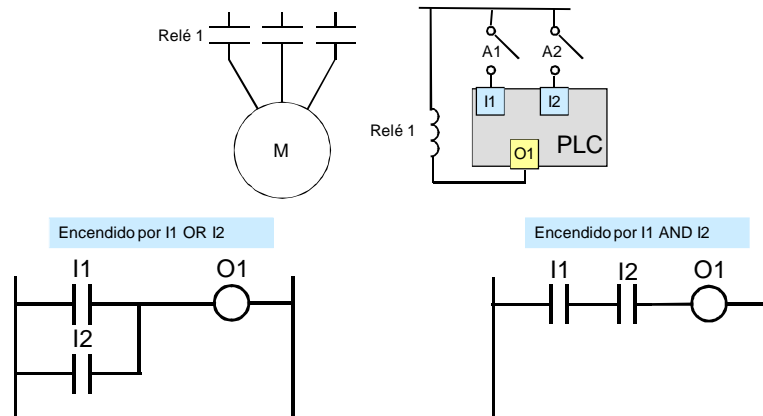 Relé 1
M
A1
A2
I1
I2
Relé 1
PLC
O1
Encendido por I1 OR I2
Encendido por I1 AND I2
I1
O1
I2
I1
I2
O1